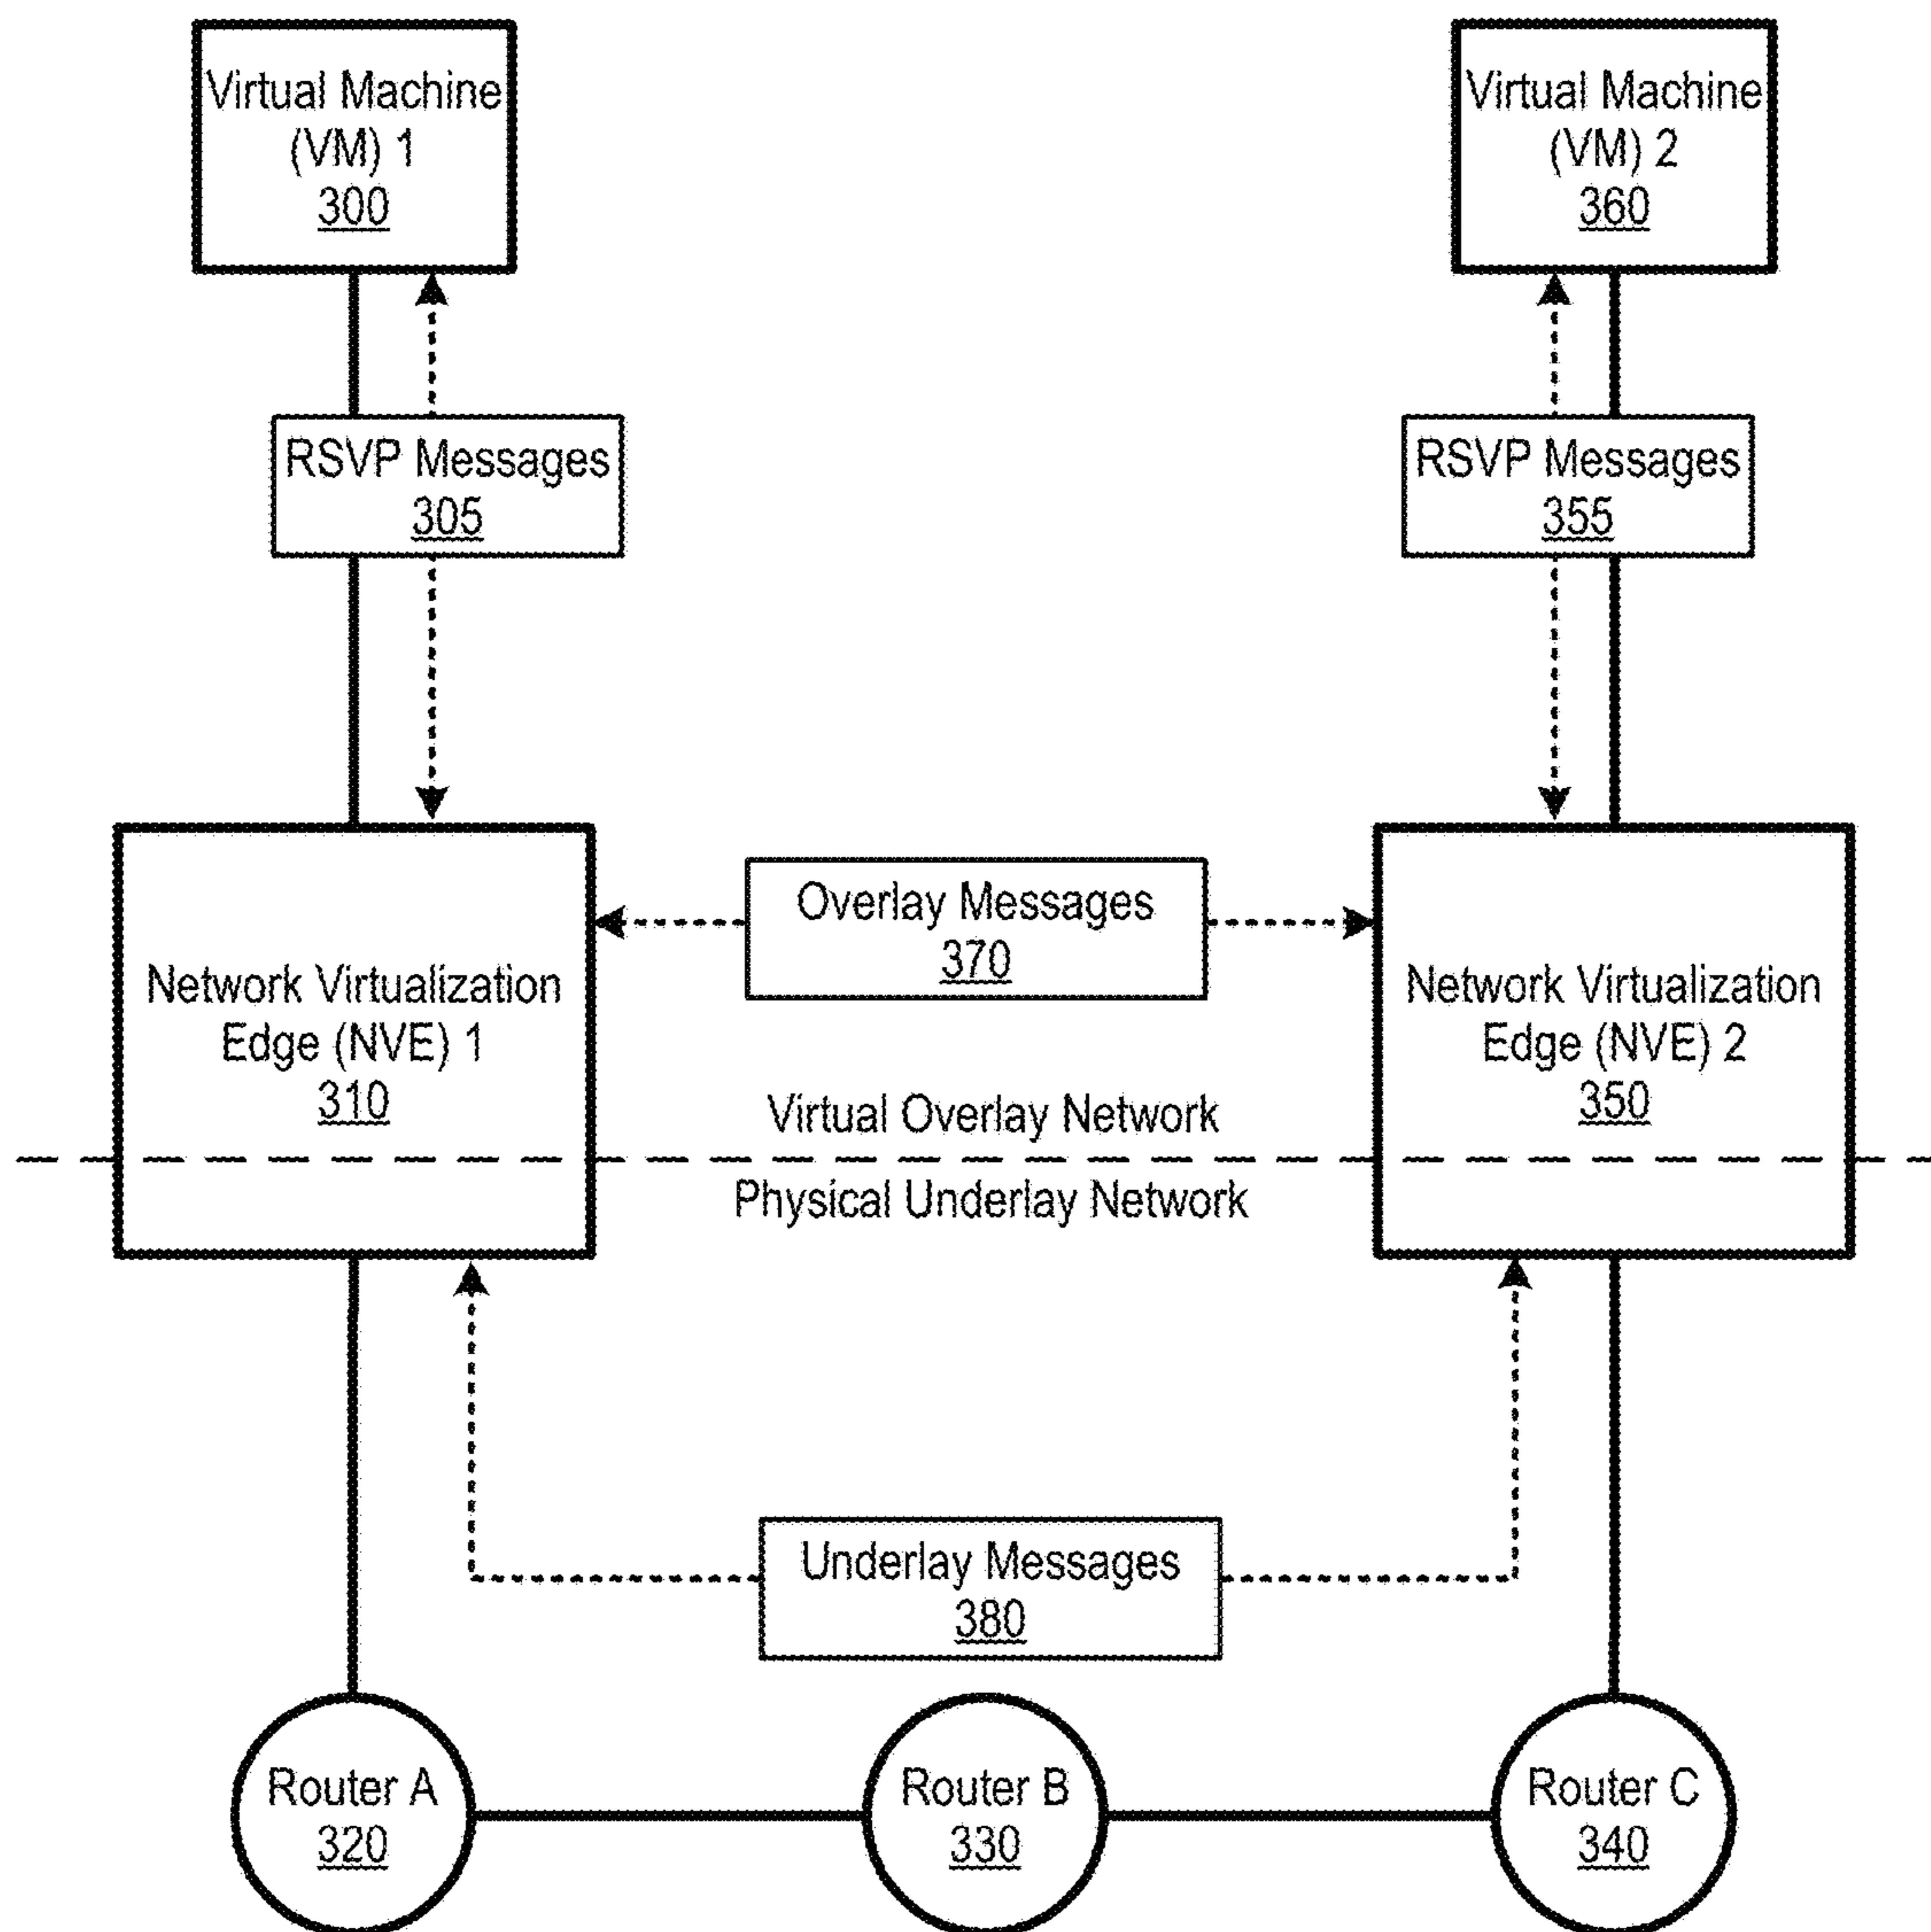 Virtual Machine
(VM) 1
300
Virtual Machine
(VM) 2
360
RSVP Messages
305
RSVP Messages
355
Overlay Messages
370
Network Virtualization
Edge (NVE) 1
310
Network Virtualization
Edge (NVE) 2
350
Virtual Overlay Network
Physical Underlay Network
Underlay Messages
380
Router A
320
Router B
330
Router C
340